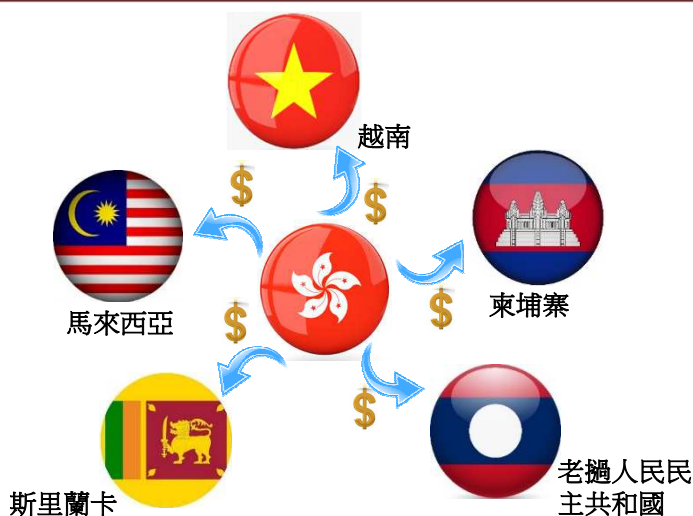 越南
馬來西亞
柬埔寨
斯里蘭卡
老撾人民民
主共和國